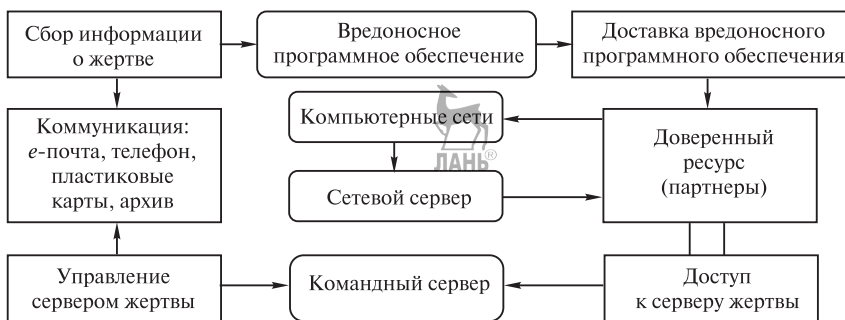 Сбор информации
о жертве
Вредоносное
программное обеспечение
Доставка вредоносного
программного обеспечения
Коммуникация:
е-почта, телефон,
пластиковые
карты, архив
Компьютерные сети
ЛАНЬ®
Сетевой сервер
Доверенный
ресурс
(партнеры)
Управление
сервером жертвы
Командный сервер
Доступ
к серверу жертвы